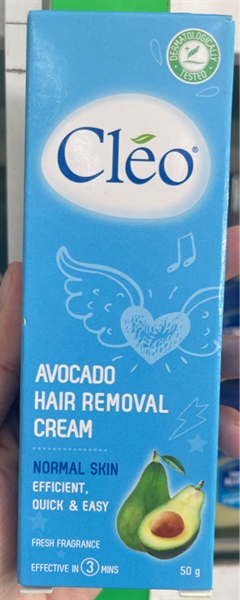 DERMATOLOGICALLY
TESTED
Cléo®
AVOCADO
HAIR REMOVAL
CREAM
NORMAL SKIN
EFFICIENT,
QUICK & EASY
FRESH FRAGRANCE
EFFECTIVE IN 3 MINS
50 g